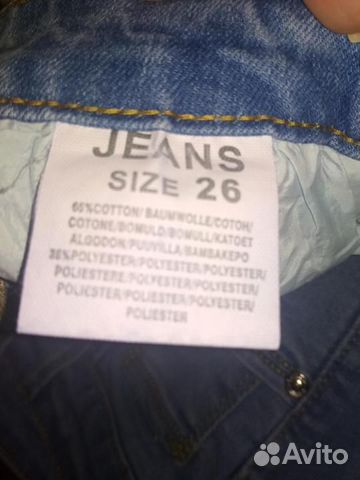 JEANS
SIZE 26
65%COTTON/BAUMWOLLE/COTOH/
COTONE/BOMULD/BOMULL/KATOET
ALGODON/PUUVILLA/BAMBAKEPO
35%POLYESTER/POLYESTER/POLYESTER/
POLIESTERE/POLYESTER/POLYESTER/
POLIESTER/POLIESTER/POLYESTER/
POLIESTER
Avito